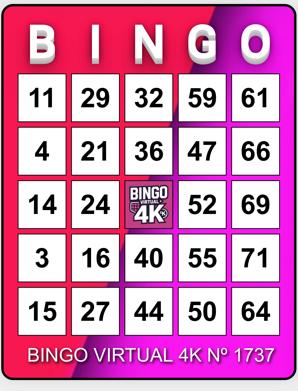 B I N G O
11 29 32 59 61
4 21 36 47 66
14 24 BINGO VIRTUAL 4K 52 69
3 16 40 55 71
15 27 44 50 64
BINGO VIRTUAL 4K Nº 1737